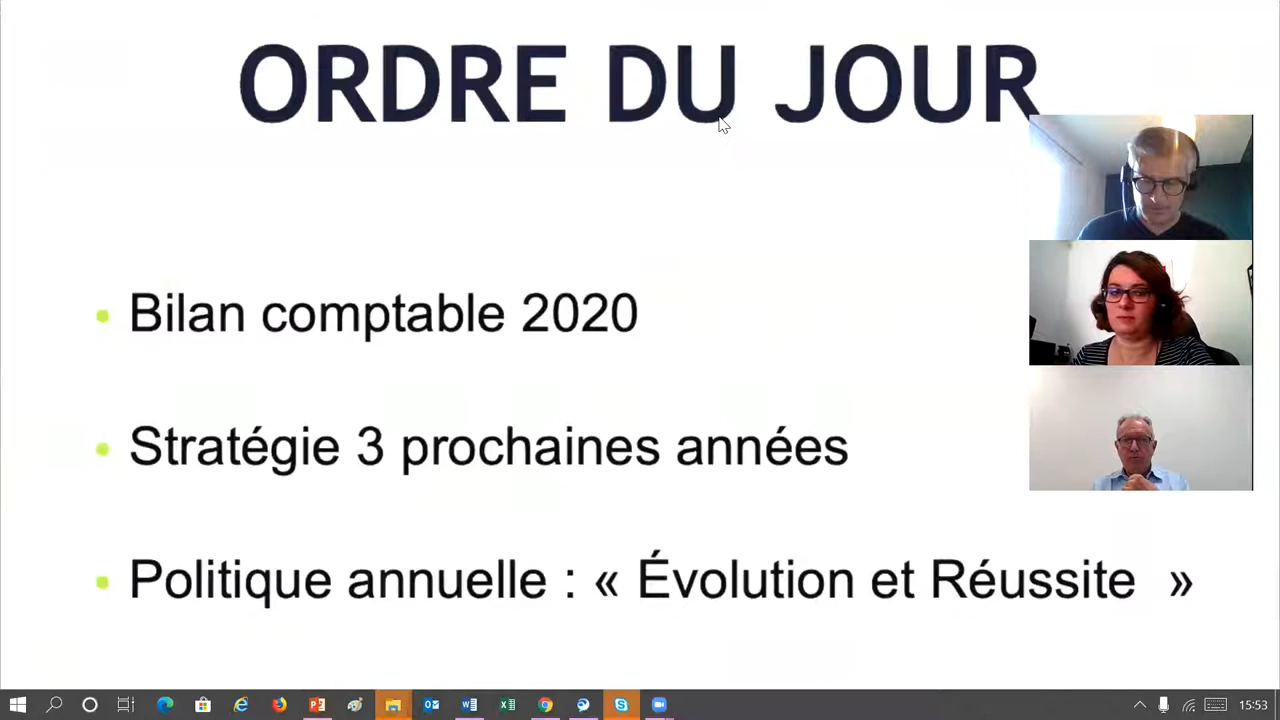 ORDRE DU JOUR
Bilan comptable 2020
Stratégie 3 prochaines années
Politique annuelle : « Évolution et Réussite »
15:53